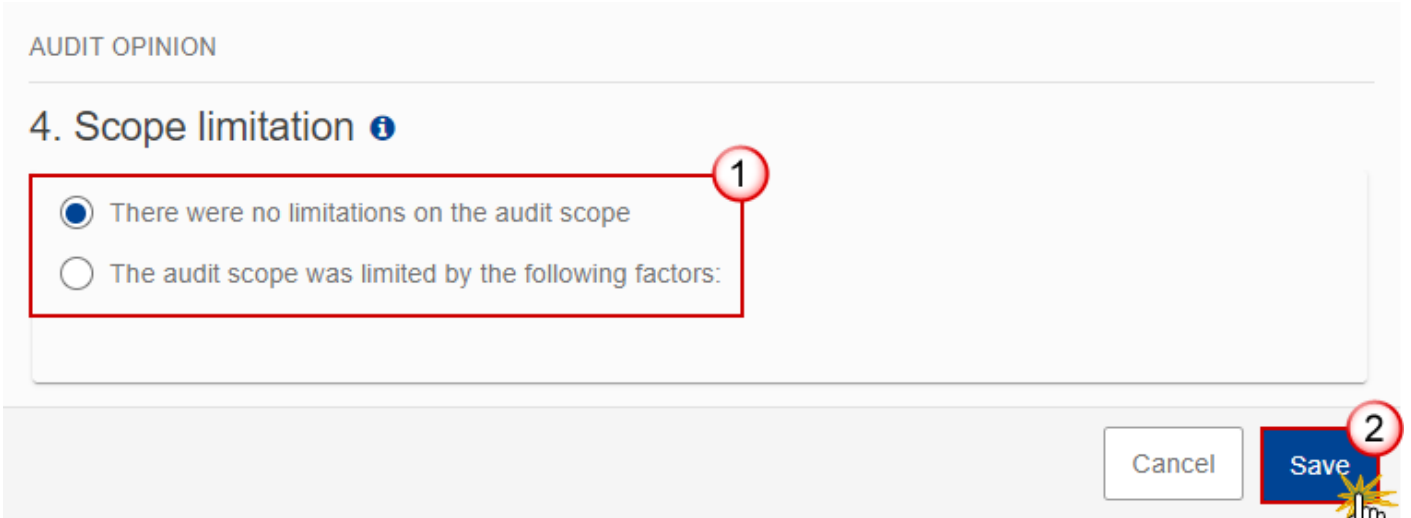 AUDIT OPINION
4. Scope limitation
1
There were no limitations on the audit scope
The audit scope was limited by the following factors:
2
Cancel
Save